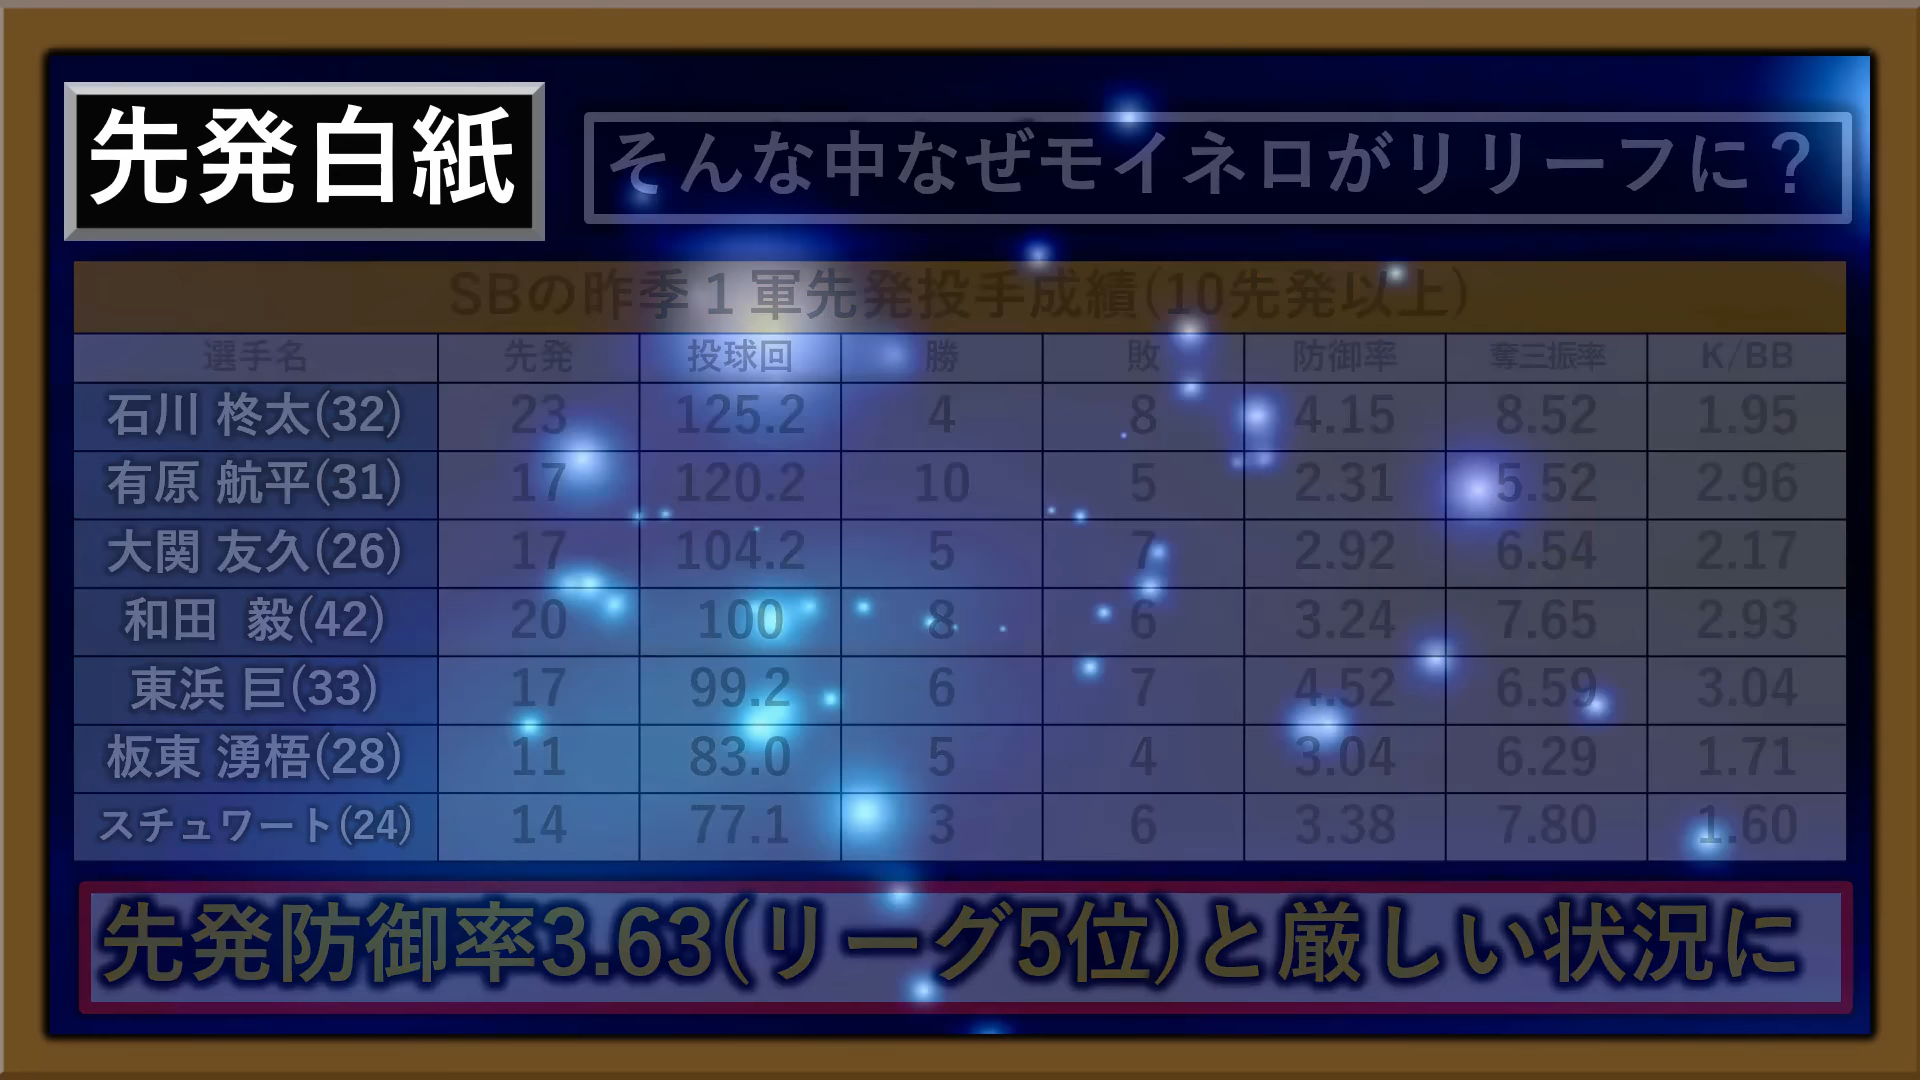 先発白紙
そんな中なぜモイネロがリリーフに？
SBの昨季１軍先発投手成績(10先発以上)
選手名 先発 投球回 勝 敗 防御率 奪三振率 K/BB
石川 柊太(32) 23 125.2 4 8 4.15 8.52 1.95
有原 航平(31) 17 120.2 10 5 2.31 5.52 2.96
大関 友久(26) 17 104.2 5 7 2.92 6.54 2.17
和田 毅(42) 20 100 8 6 3.24 7.65 2.93
東浜 巨(33) 17 99.2 6 7 4.52 6.59 3.04
板東 湧梧(28) 11 83.0 5 4 3.04 6.29 1.71
スチュワート(24) 14 77.1 3 6 3.38 7.80 1.60
先発防御率3.63(リーグ5位)と厳しい状況に